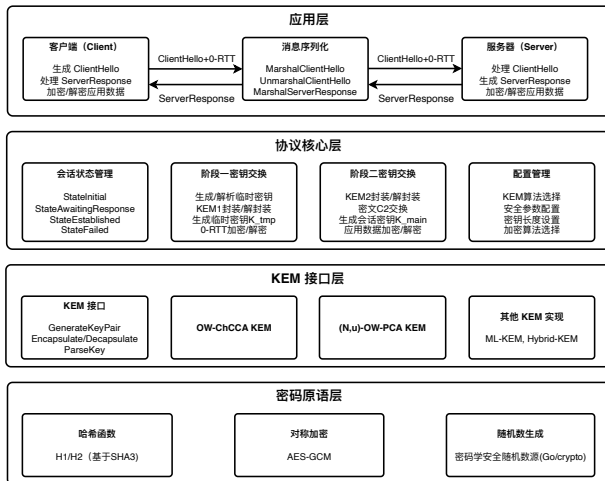 应用层
客户端（Client）
生成 ClientHello
处理 ServerResponse
加密/解密应用数据
ClientHello+0-RTT
ServerResponse
消息序列化
MarshalClientHello
UnmarshalClientHello
MarshalServerResponse
ClientHello+0-RTT
ServerResponse
服务器（Server）
处理 ClientHello
生成 ServerResponse
加密/解密应用数据
协议核心层
会话状态管理
StateInitial
StateAwaitingResponse
StateEstablished
StateFailed
阶段一密钥交换
生成/解析临时密钥
KEM1封装/解封装
生成临时密钥K_tmp
0-RTT加密/解密
阶段二密钥交换
KEM2封装/解封装
密文C2交换
生成会话密钥K_main
应用数据加密/解密
配置管理
KEM算法选择
安全参数配置
密钥长度设置
加密算法选择
KEM 接口层
KEM 接口
GenerateKeyPair
Encapsulate/Decapsulate
ParseKey
OW-ChCCA KEM
(N,u)-OW-PCA KEM
其他 KEM 实现
ML-KEM, Hybrid-KEM
密码原语层
哈希函数
H1/H2（基于SHA3）
对称加密
AES-GCM
随机数生成
密码学安全随机数源(Go/crypto)